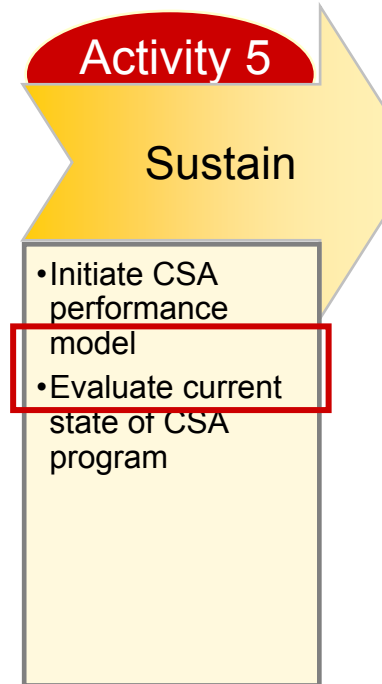 Activity 5
Sustain
•Initiate CSA
performance
model
•Evaluate current
state of CSA
program